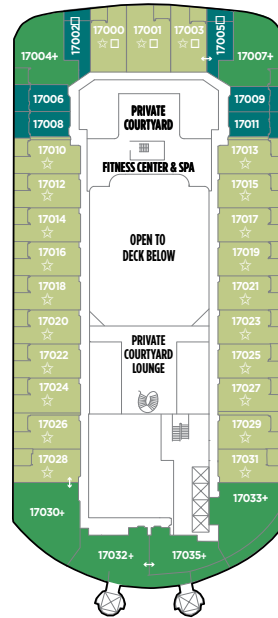 17002□ 17000 17001 17003 17005□
☆□ ☆□ ☆□
17004+ 17007+
17006 PRIVATE 17009
17008 COURTYARD 17011
17010 FITNESS CENTER & SPA 17013
☆ ☆
17012 17015
☆ ☆
17014 17017
☆ ☆
17016 OPEN TO 17019
☆ DECK BELOW ☆
17018 17021
☆ ☆
17020 17023
☆ ☆
17022 PRIVATE 17025
☆ COURTYARD ☆
17024 LOUNGE 17027
☆ ☆
17026 17029
☆ ☆
17028 17031
☆ ☆
17030+ 17033+
17032+ 17035+